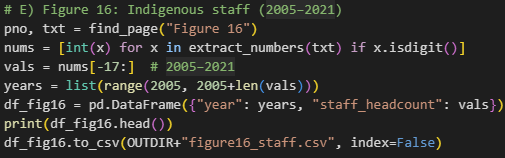 # E) Figure 16: Indigenous staff (2005–2021)
pno, txt = find_page("Figure 16")
nums = [int(x) for x in extract_numbers(txt) if x.isdigit()]
vals = nums[-17:]  # 2005–2021
years = list(range(2005, 2005+len(vals)))
df_fig16 = pd.DataFrame({"year": years, "staff_headcount": vals})
print(df_fig16.head())
df_fig16.to_csv(OUTDIR+"figure16_staff.csv", index=False)